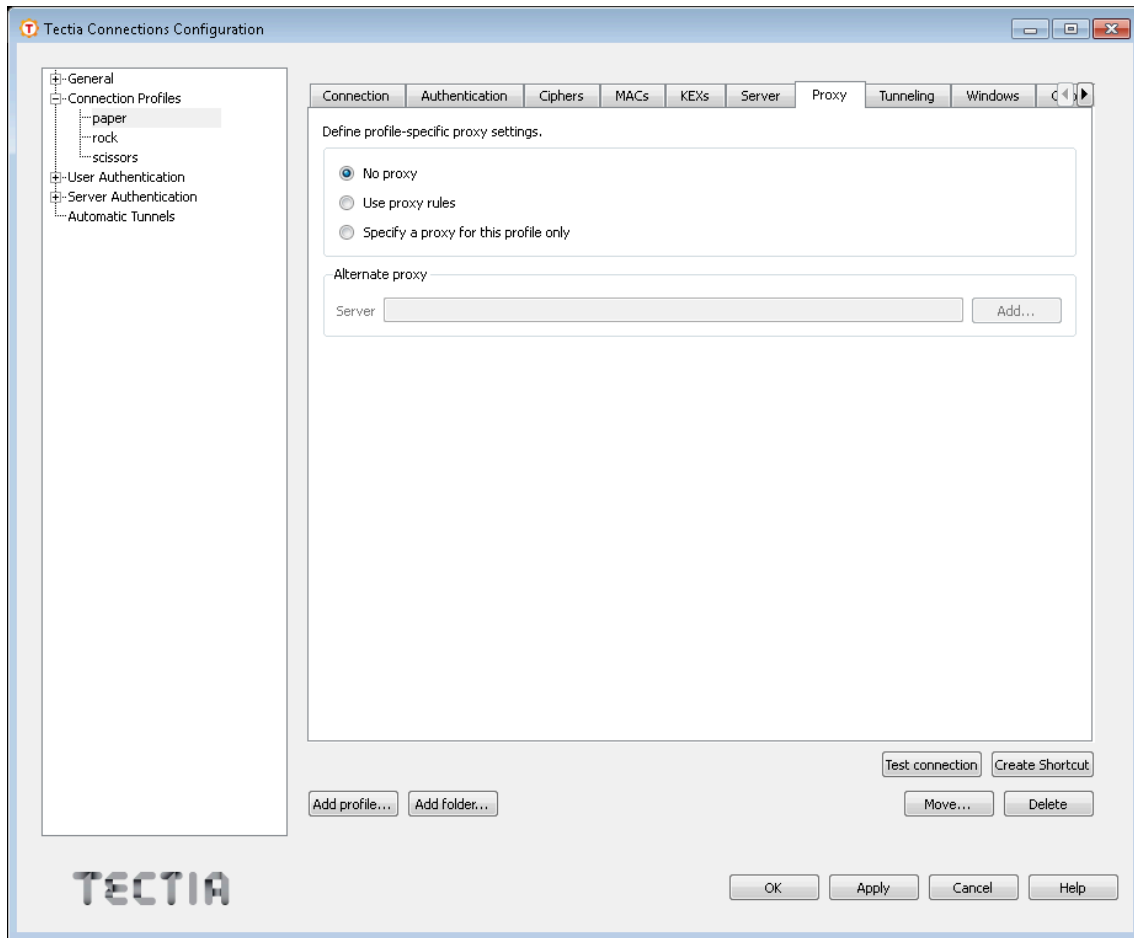 Tectia Connections Configuration
General
Connection Profiles
paper
rock
scissors
User Authentication
Server Authentication
Automatic Tunnels
Connection Authentication Ciphers MACs KEXs Server Proxy Tunneling Windows
Define profile-specific proxy settings.
No proxy
Use proxy rules
Specify a proxy for this profile only
Alternate proxy
Server Add...
Test connection Create Shortcut
Add profile... Add folder... Move... Delete
TECTIA
OK Apply Cancel Help